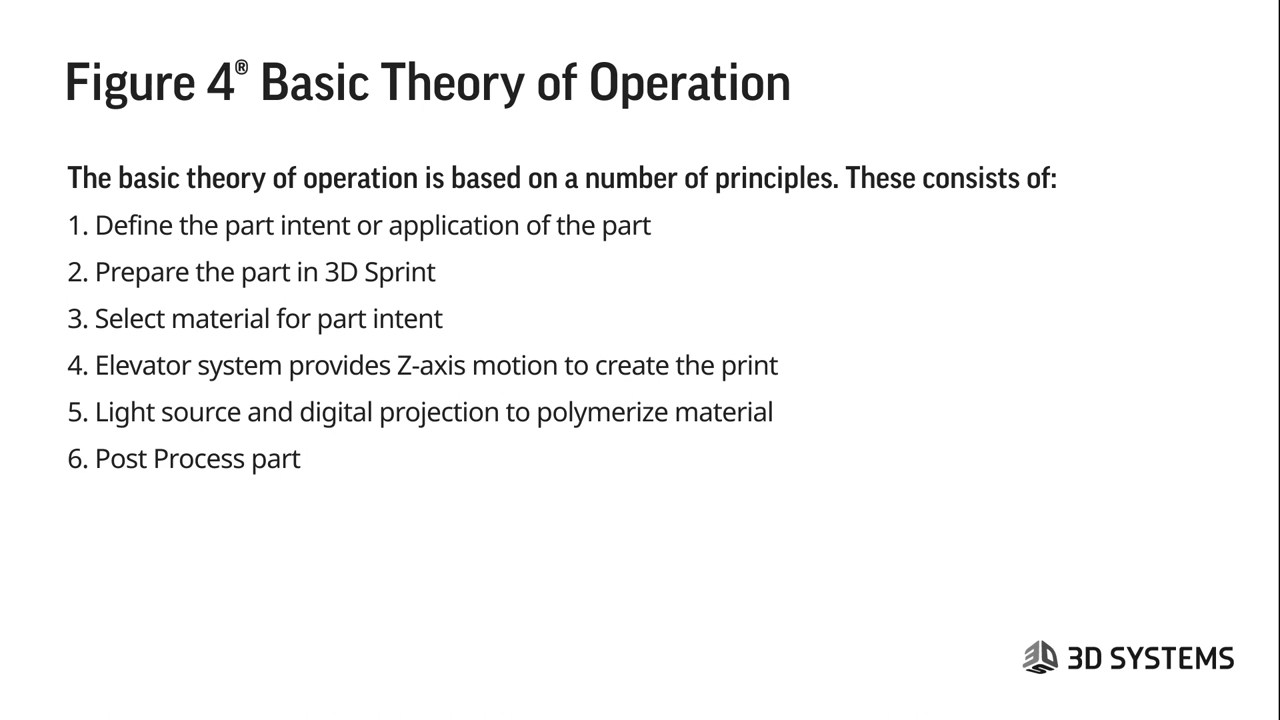 Figure 4® Basic Theory of Operation
The basic theory of operation is based on a number of principles. These consists of:
1. Define the part intent or application of the part
2. Prepare the part in 3D Sprint
3. Select material for part intent
4. Elevator system provides Z-axis motion to create the print
5. Light source and digital projection to polymerize material
6. Post Process part
3D SYSTEMS